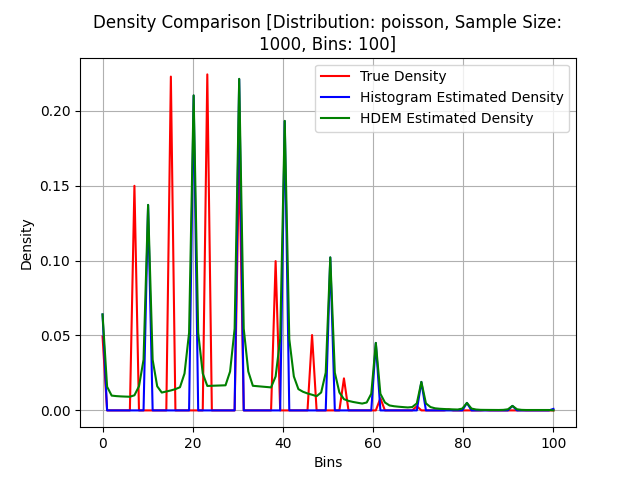 Density Comparison [Distribution: poisson, Sample Size:
1000, Bins: 100]
True Density
Histogram Estimated Density
HDEM Estimated Density
Density
0.20
0.15
0.10
0.05
0.00
0 20 40 60 80 100
Bins